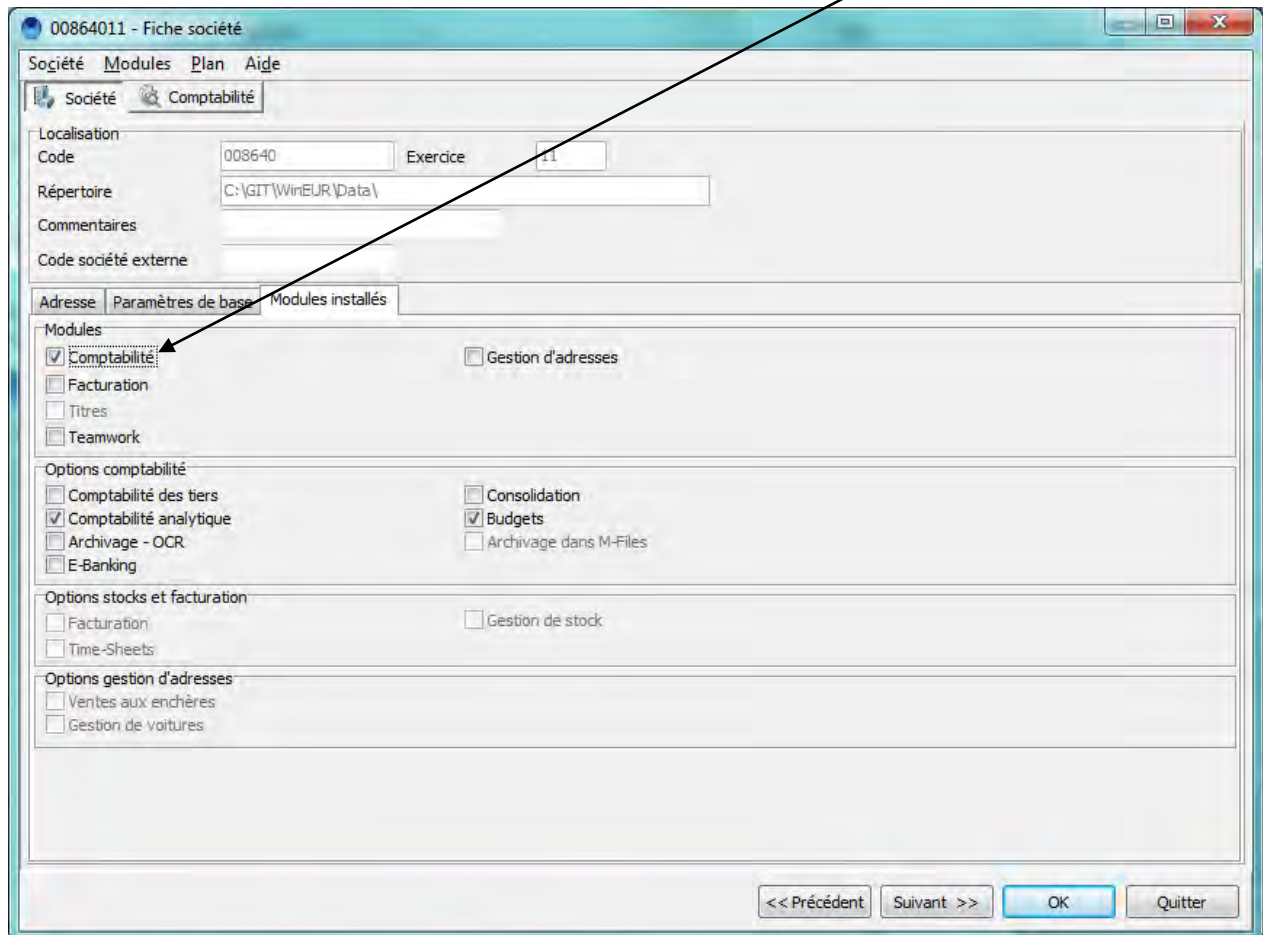 00864011 - Fiche société
Société Modules Plan Aide
Société Comptabilité
Localisation
Code 008640 Exercice 11
Répertoire C:\GIT\WinEUR\Data\
Commentaires
Code société externe
Adresse Paramètres de base Modules installés
Modules
Comptabilité Gestion d'adresses
Facturation
Titres
Teamwork
Options comptabilité
Comptabilité des tiers Consolidation
Comptabilité analytique Budgets
Archivage - OCR Archivage dans M-Files
E-Banking
Options stocks et facturation
Facturation Gestion de stock
Time-Sheets
Options gestion d'adresses
Ventes aux enchères
Gestion de voitures
<< Précédent Suivant >> OK Quitter